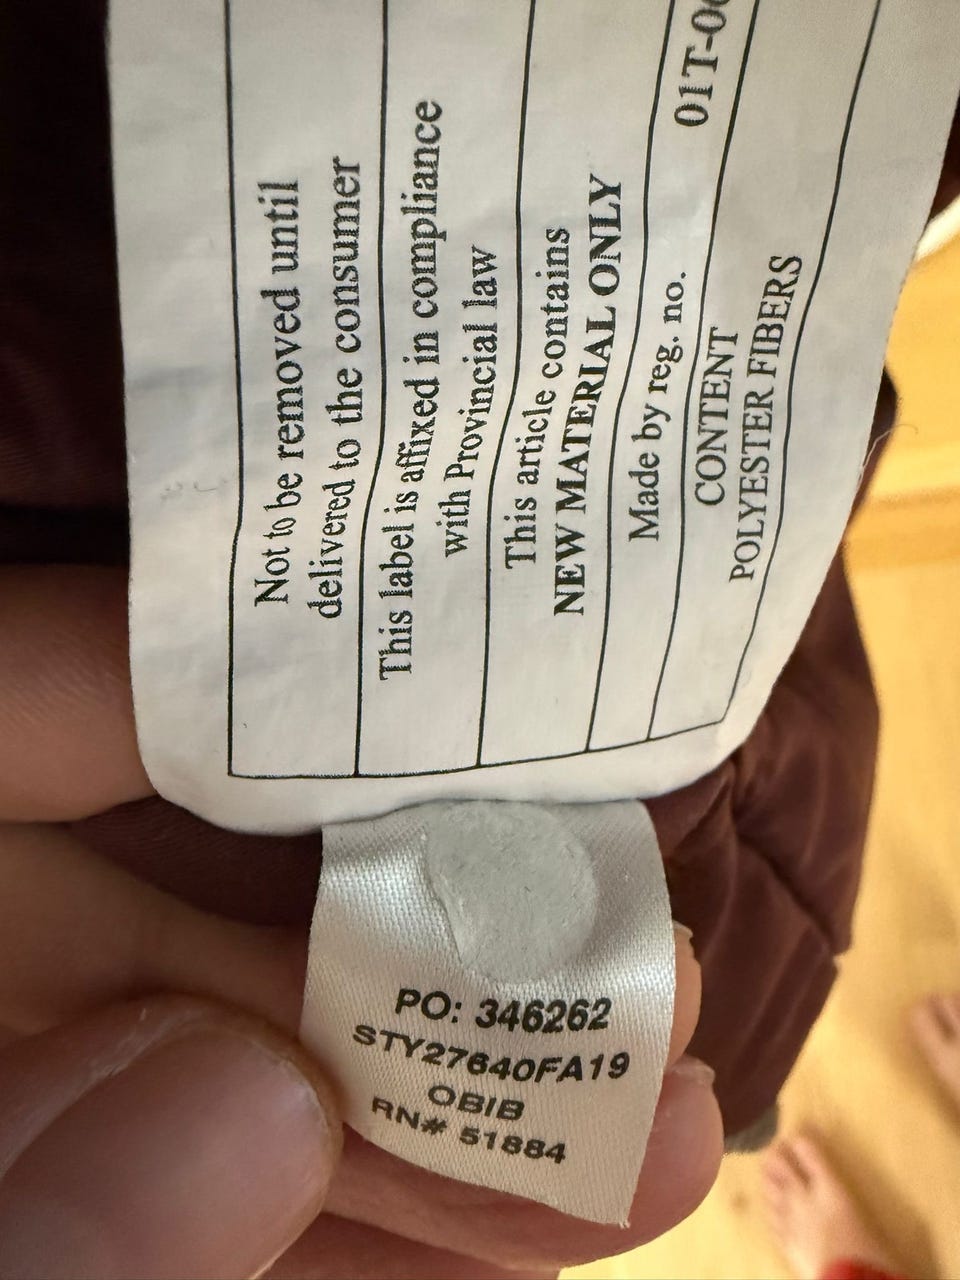 Not to be removed until
delivered to the consumer
This label is affixed in compliance
with Provincial law
This article contains
NEW MATERIAL ONLY
Made by reg. no.
CONTENT
POLYESTER FIBERS
PO: 346262
STY27640FA19
OBIB
RN# 51884